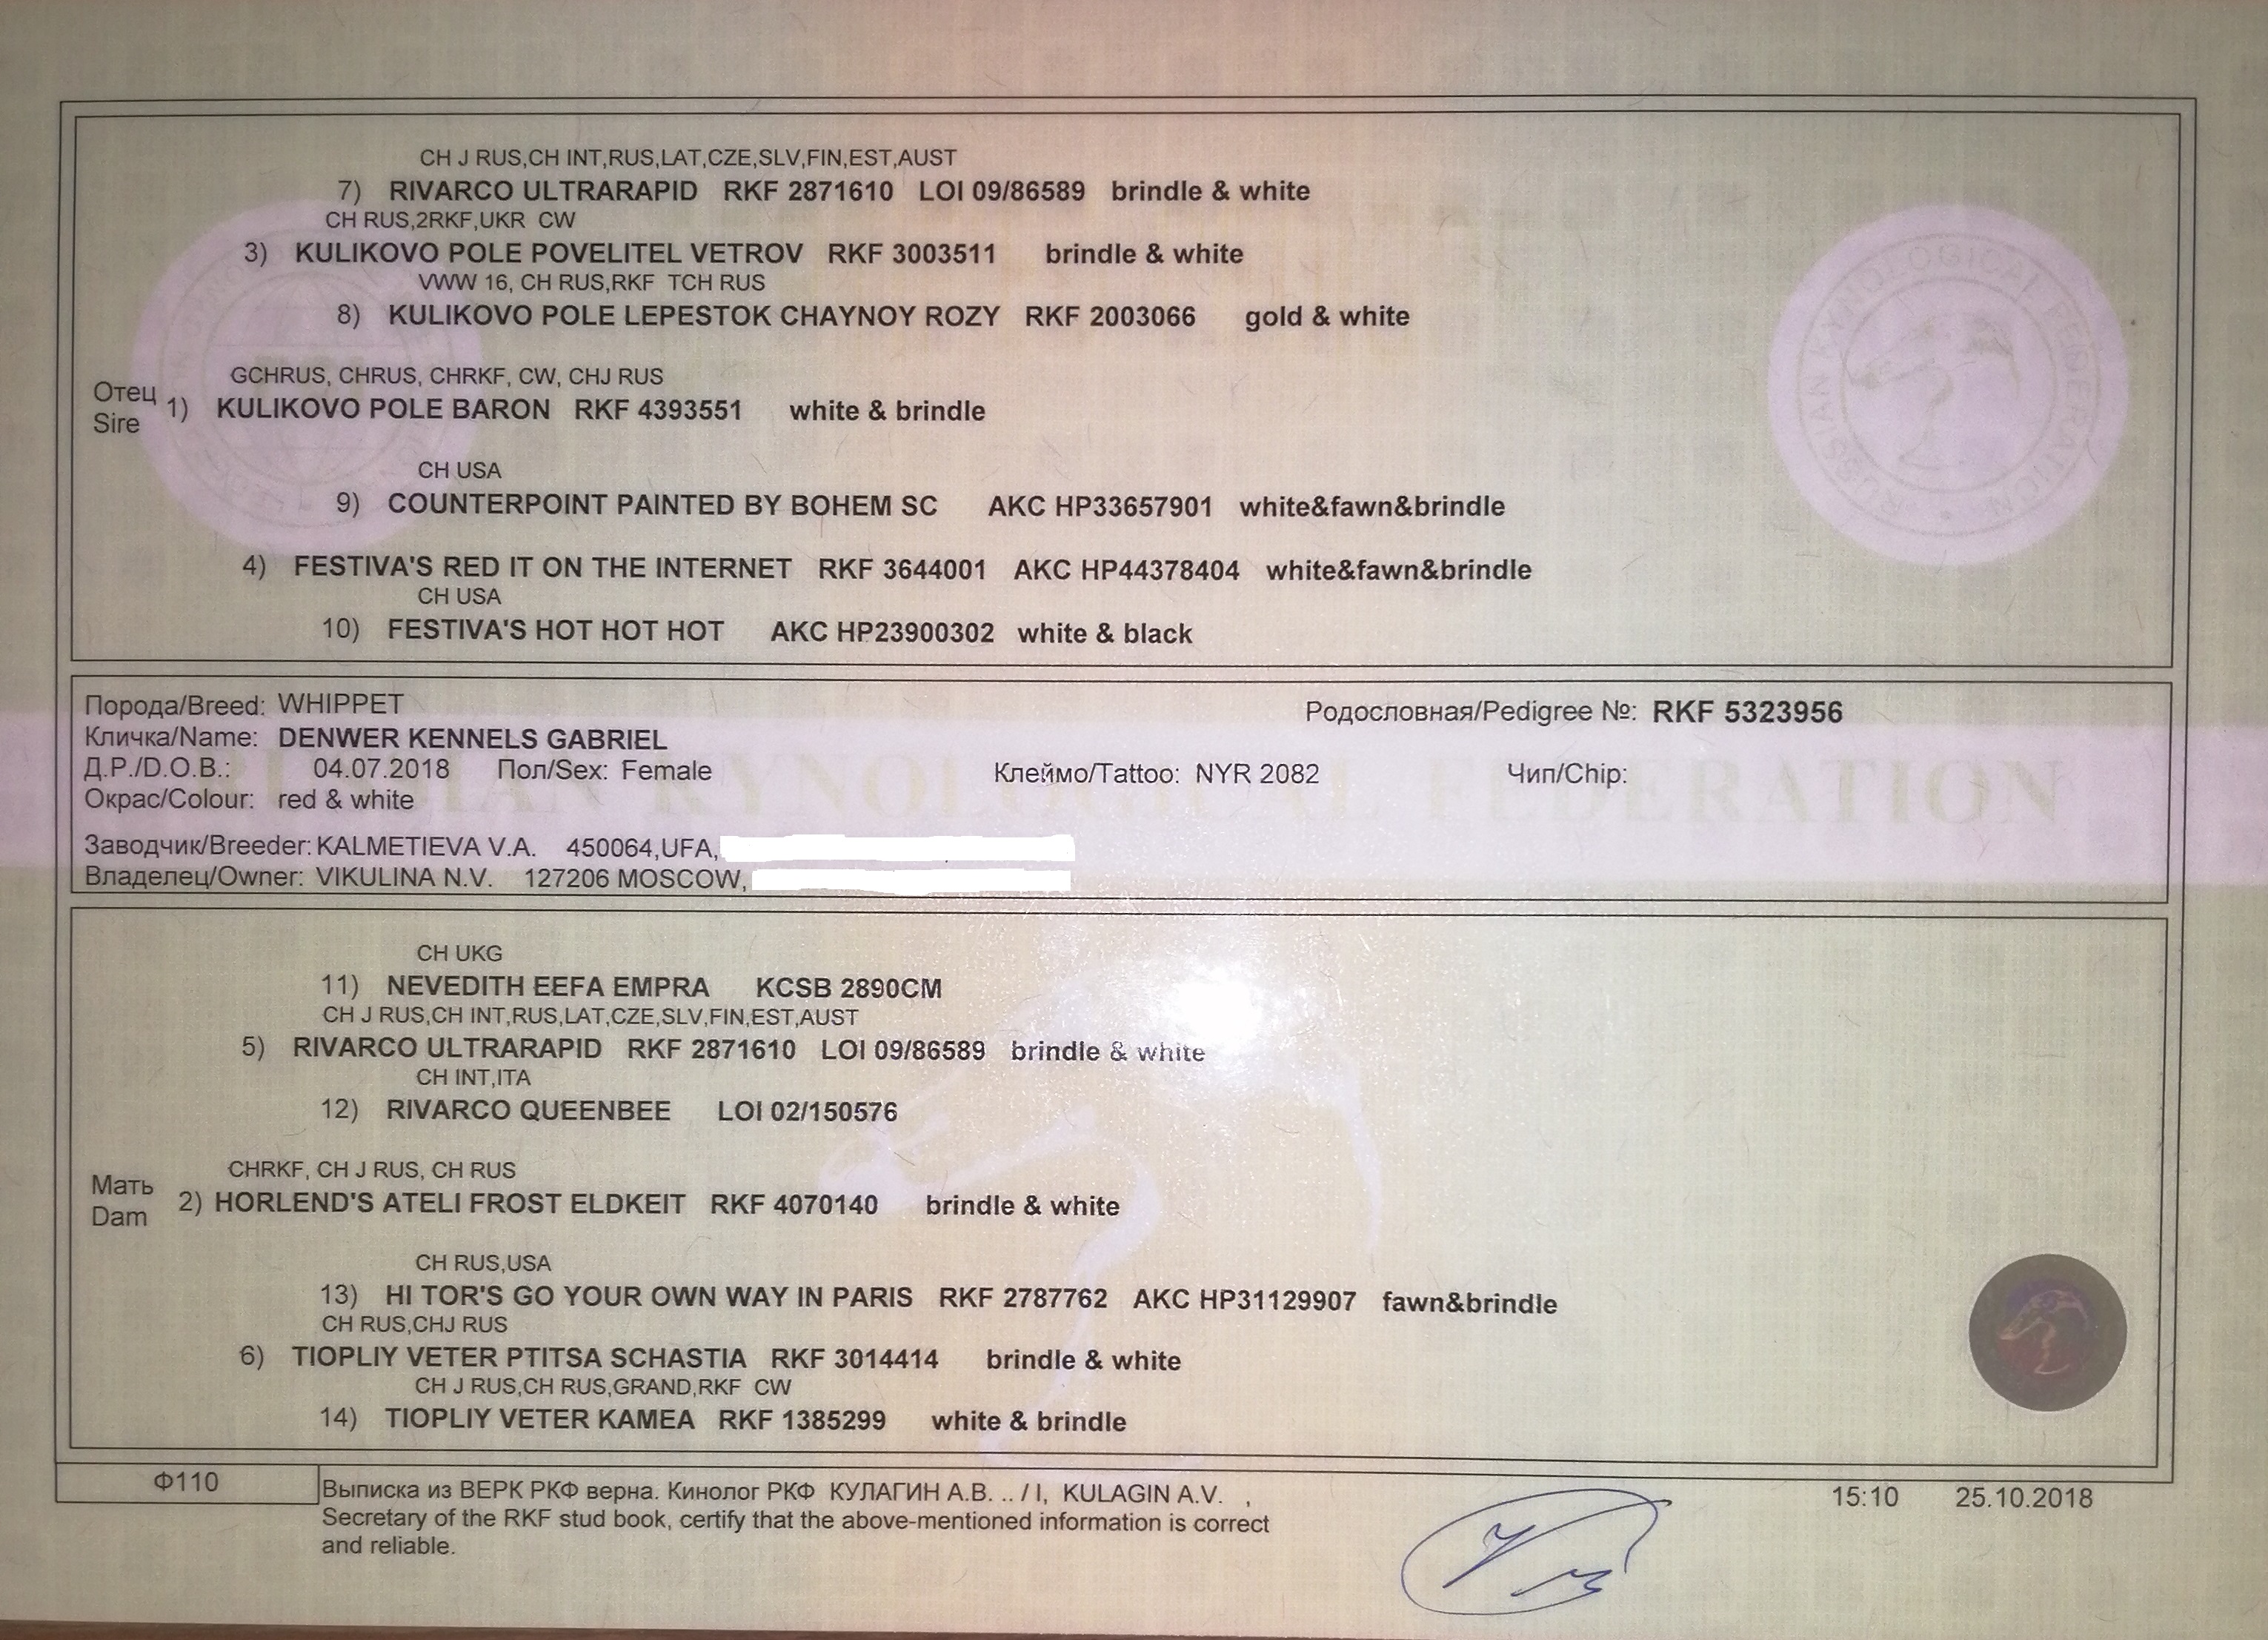 CH J RUS,CH INT,RUS,LAT,CZE,SLV,FIN,EST,AUST
7) RIVARCO ULTRARAPID RKF 2871610 LOI 09/86589 brindle & white
CH RUS,2RKF,UKR CW
3) KULIKOVO POLE POVELITEL VETROV RKF 3003511 brindle & white
VWW 16, CH RUS,RKF TCH RUS
8) KULIKOVO POLE LEPESTOK CHAYNOY ROZY RKF 2003066 gold & white
GCHRUS, CHRUS, CHRKF, CW, CHJ RUS
Отец
Sire
1) KULIKOVO POLE BARON RKF 4393551 white & brindle
CH USA
9) COUNTERPOINT PAINTED BY BOHEM SC AKC HP33657901 white&fawn&brindle
4) FESTIVA'S RED IT ON THE INTERNET RKF 3644001 AKC HP44378404 white&fawn&brindle
CH USA
10) FESTIVA'S HOT HOT HOT AKC HP23900302 white & black
RUSSIAN KYNOLOGICAL FEDERATION
Порода/Breed: WHIPPET Родословная/Pedigree №: RKF 5323956
Кличка/Name: DENWER KENNELS GABRIEL
Д.Р./D.O.B.: 04.07.2018 Пол/Sex: Female Клеймо/Tattoo: NYR 2082 Чип/Chip:
Окрас/Colour: red & white
RUSSIAN KYNOLOGICAL FEDERATION
Заводчик/Breeder: KALMETIEVA V.A. 450064,UFA,
Владелец/Owner: VIKULINA N.V. 127206 MOSCOW,
CH UKG
11) NEVEDITH EEFA EMPRA KCSB 2890CM
CH J RUS,CH INT,RUS,LAT,CZE,SLV,FIN,EST,AUST
5) RIVARCO ULTRARAPID RKF 2871610 LOI 09/86589 brindle & white
CH INT,ITA
12) RIVARCO QUEENBEE LOI 02/150576
CHRKF, CH J RUS, CH RUS
Мать
Dam
2) HORLEND'S ATELI FROST ELDKEIT RKF 4070140 brindle & white
CH RUS,USA
13) HI TOR'S GO YOUR OWN WAY IN PARIS RKF 2787762 AKC HP31129907 fawn&brindle
CH RUS,CHJ RUS
6) TIOPLIY VETER PTITSA SCHASTIA RKF 3014414 brindle & white
CH J RUS,CH RUS,GRAND,RKF CW
14) TIOPLIY VETER KAMEA RKF 1385299 white & brindle
Ф110
Выписка из ВЕРК РКФ верна. Кинолог РКФ КУЛАГИН А.В. .. / I, KULAGIN A.V. ,
Secretary of the RKF stud book, certify that the above-mentioned information is correct
and reliable.
15:10 25.10.2018